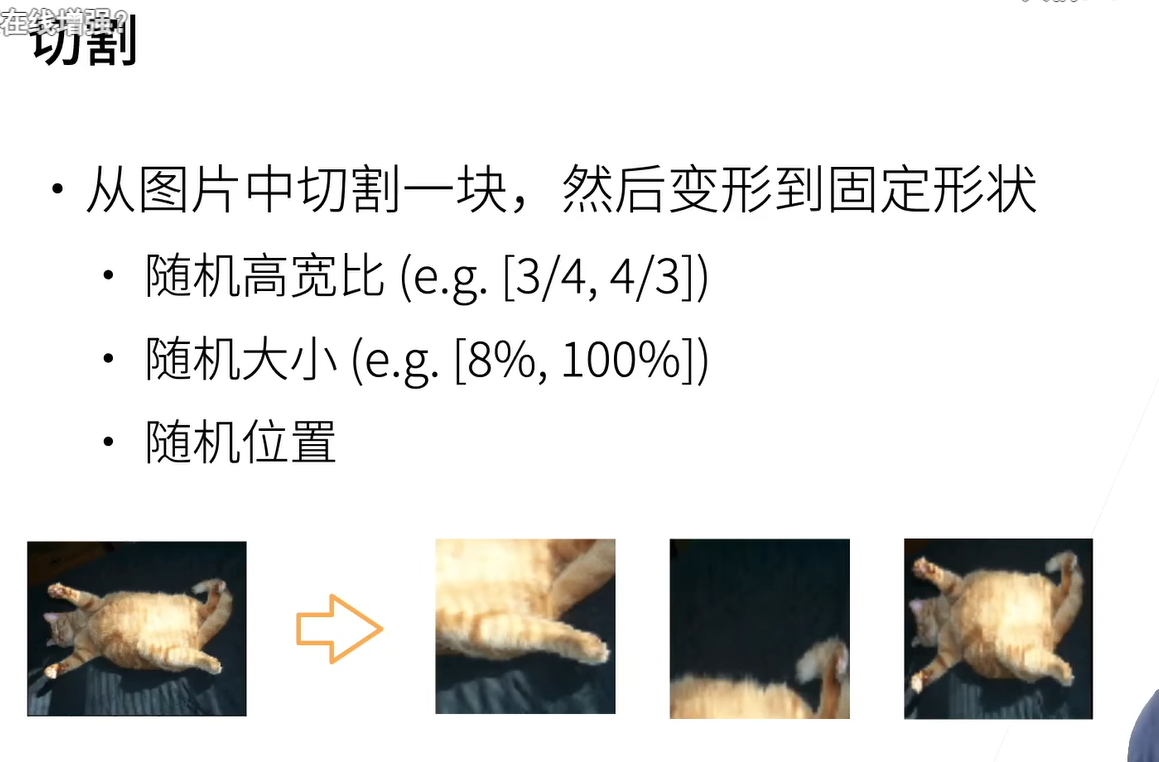 在线增强?
切割
• 从图片中切割一块，然后变形到固定形状
• 随机高宽比 (e.g. [3/4, 4/3])
• 随机大小 (e.g. [8%, 100%])
• 随机位置